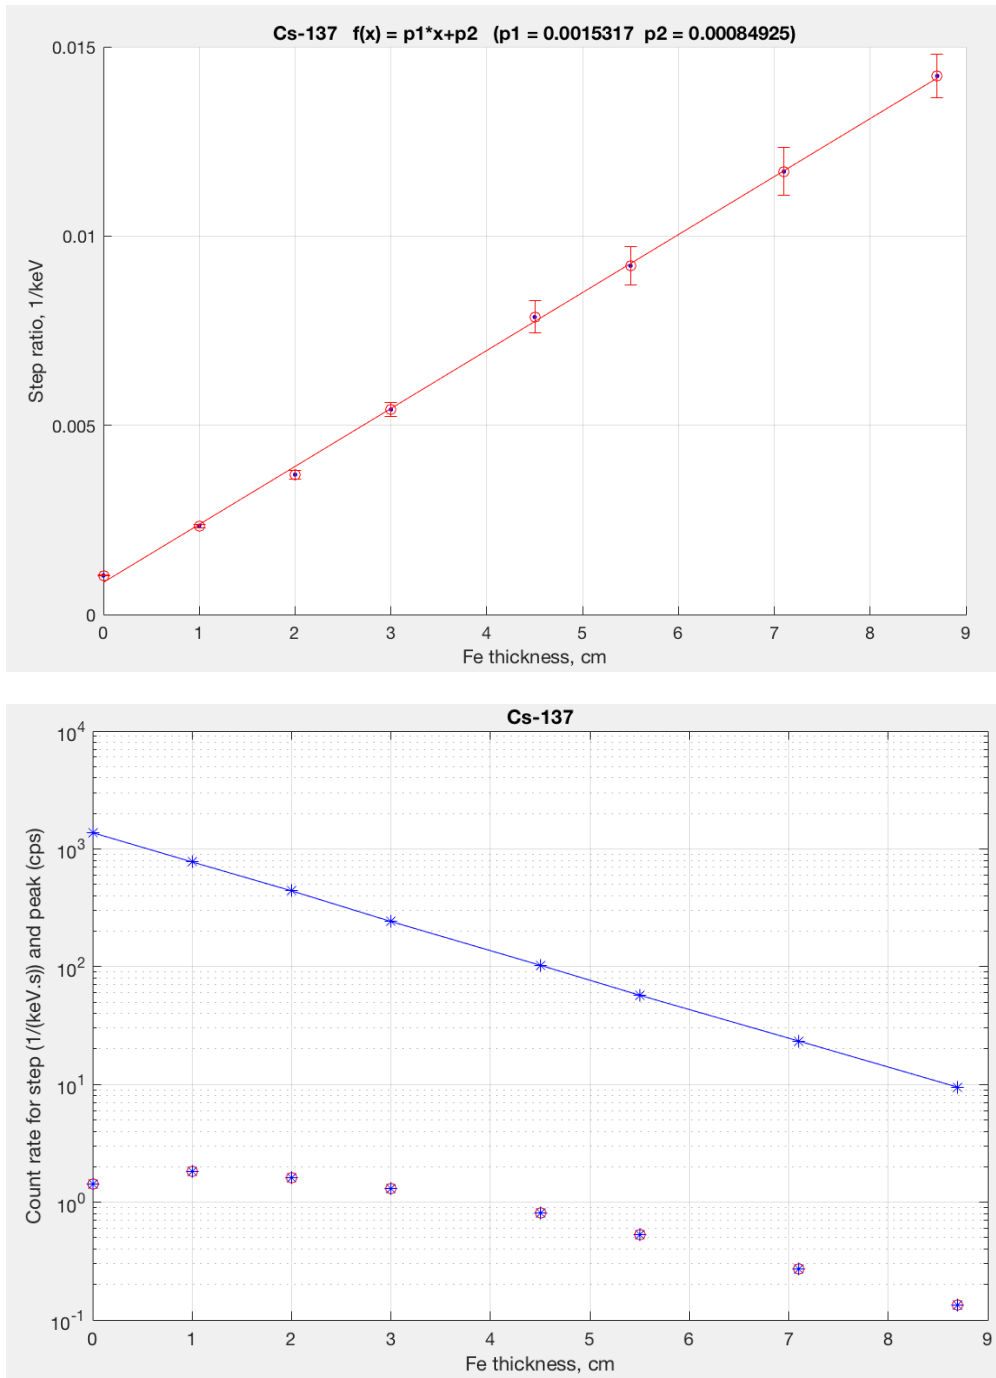 Cs-137 f(x) = p1*x+p2 (p1 = 0.0015317 p2 = 0.00084925)
0.015
0.01
0.005
0
Step ratio, 1/keV
0 1 2 3 4 5 6 7 8 9
Fe thickness, cm
Cs-137
10^4
10^3
10^2
10^1
10^0
10^-1
Count rate for step (1/(keV.s)) and peak (cps)
0 1 2 3 4 5 6 7 8 9
Fe thickness, cm